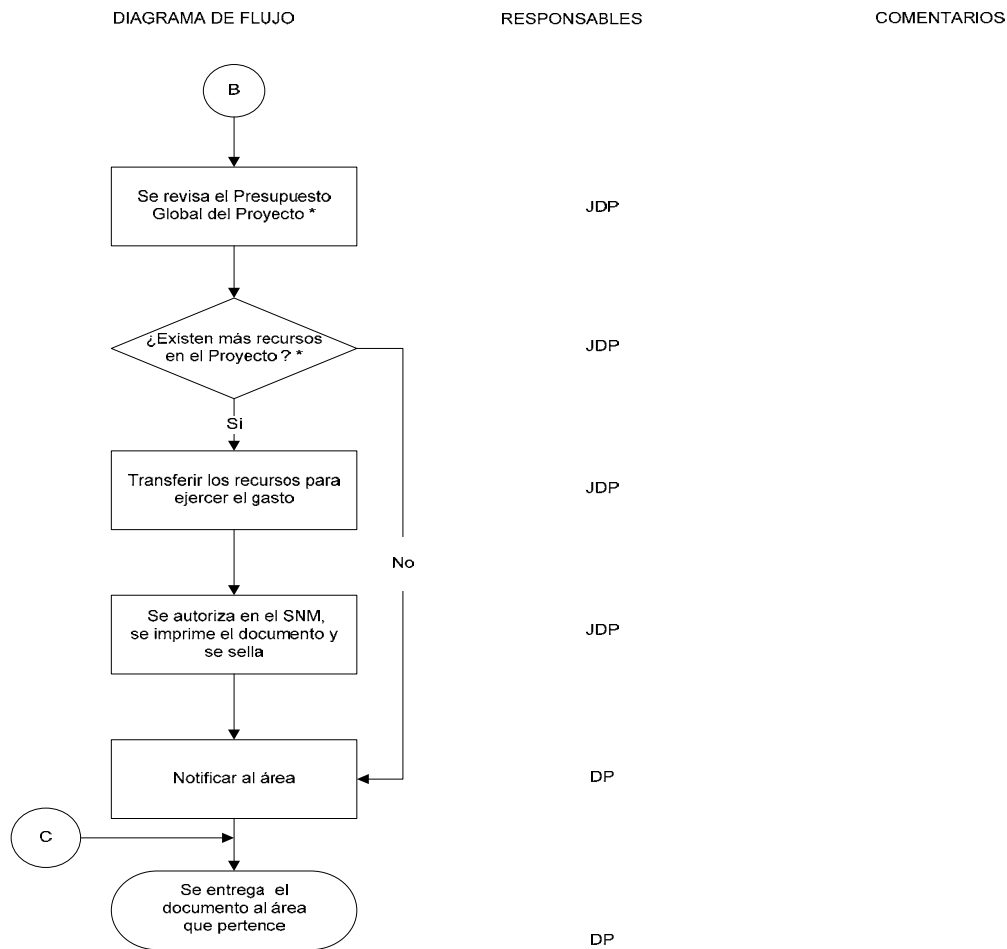 DIAGRAMA DE FLUJO RESPONSABLES COMENTARIOS
B
Se revisa el Presupuesto
Global del Proyecto *
JDP
¿Existen más recursos
en el Proyecto ? *
JDP
Si
Transferir los recursos para
ejercer el gasto
JDP
No
Se autoriza en el SNM,
se imprime el documento y
se sella
JDP
Notificar al área
DP
C
Se entrega el
documento al área
que pertence
DP